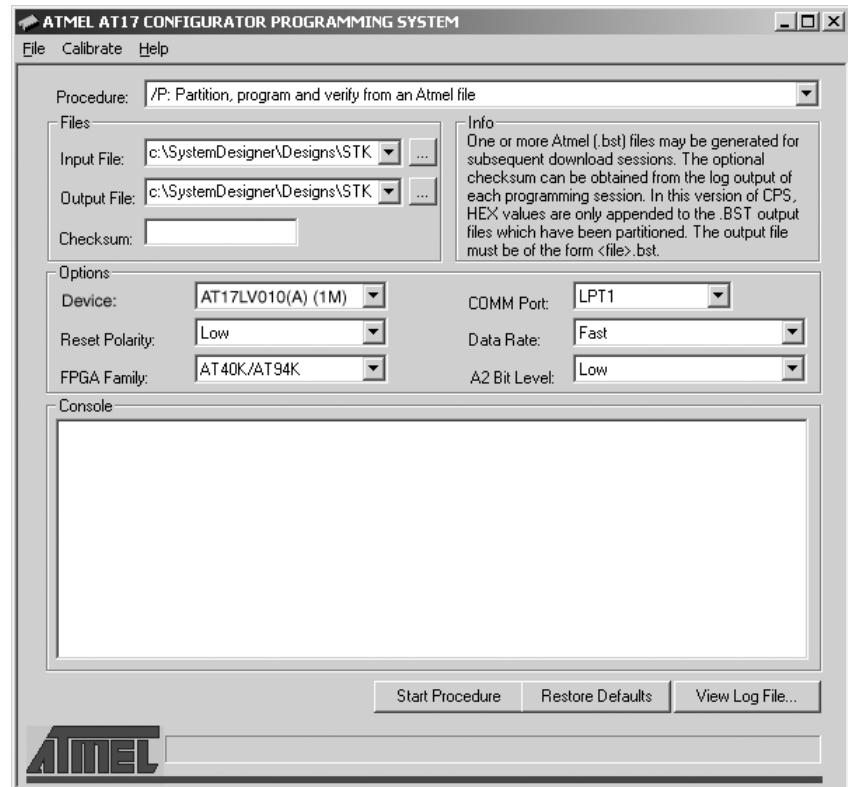 ATMEL AT17 CONFIGURATOR PROGRAMMING SYSTEM
File Calibrate Help
Procedure: /P: Partition, program and verify from an Atmel file
Files
Input File: c:\SystemDesigner\Designs\STK ...
Output File: c:\SystemDesigner\Designs\STK ...
Checksum:
Info
One or more Atmel (.bst) files may be generated for
subsequent download sessions. The optional
checksum can be obtained from the log output of
each programming session. In this version of CPS,
HEX values are only appended to the .BST output
files which have been partitioned. The output file
must be of the form <file>.bst.
Options
Device: AT17LV010(A) (1M) COMM Port: LPT1
Reset Polarity: Low Data Rate: Fast
FPGA Family: AT40K/AT94K A2 Bit Level: Low
Console
Start Procedure Restore Defaults View Log File...
ATMEL